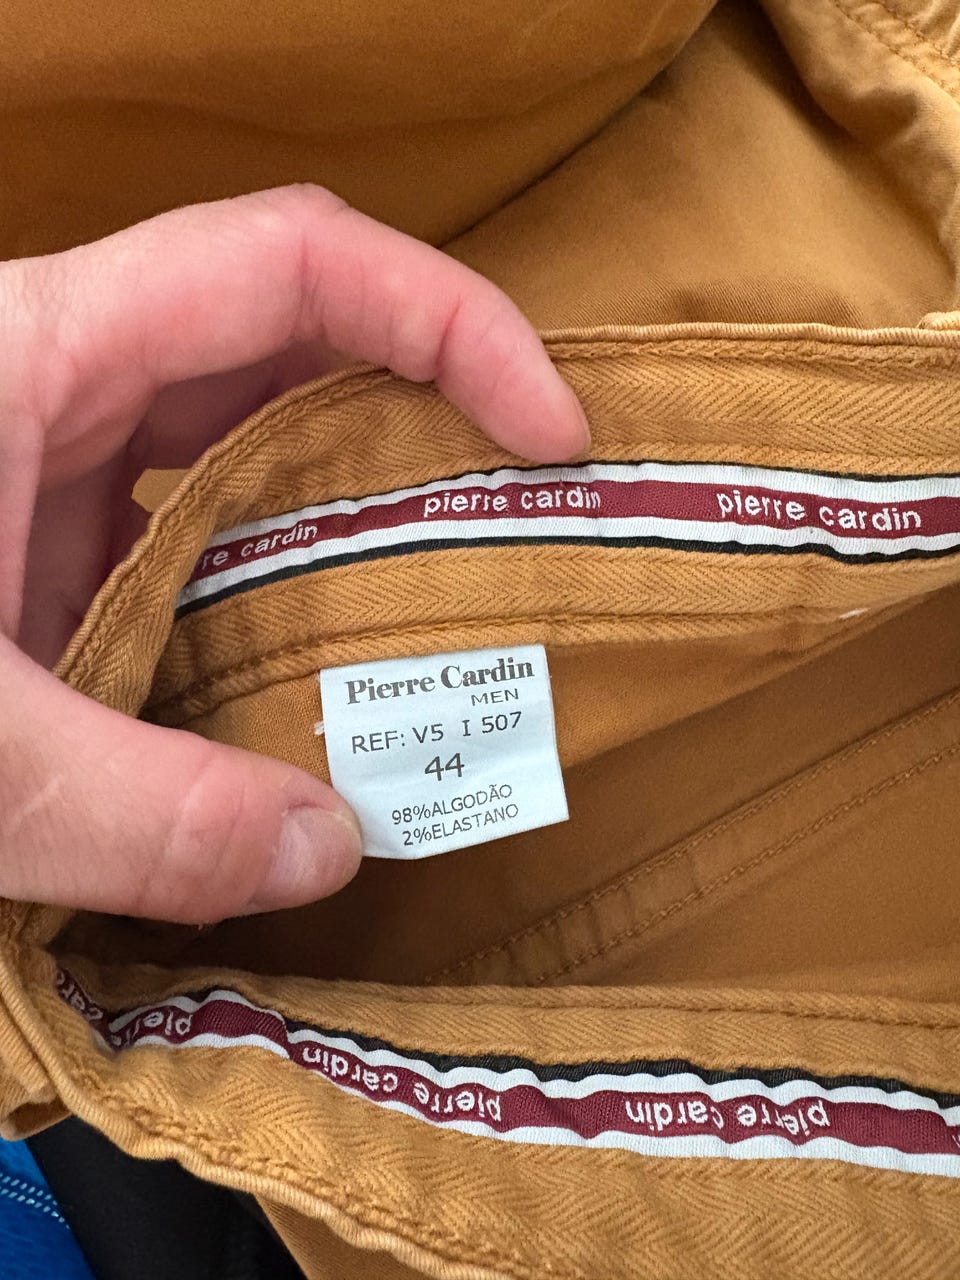 re cardin pierre cardin pierre cardin
Pierre Cardin
MEN
REF: V5 I 507
44
98%ALGODÃO
2%ELASTANO
pierre cardin pierre cardin